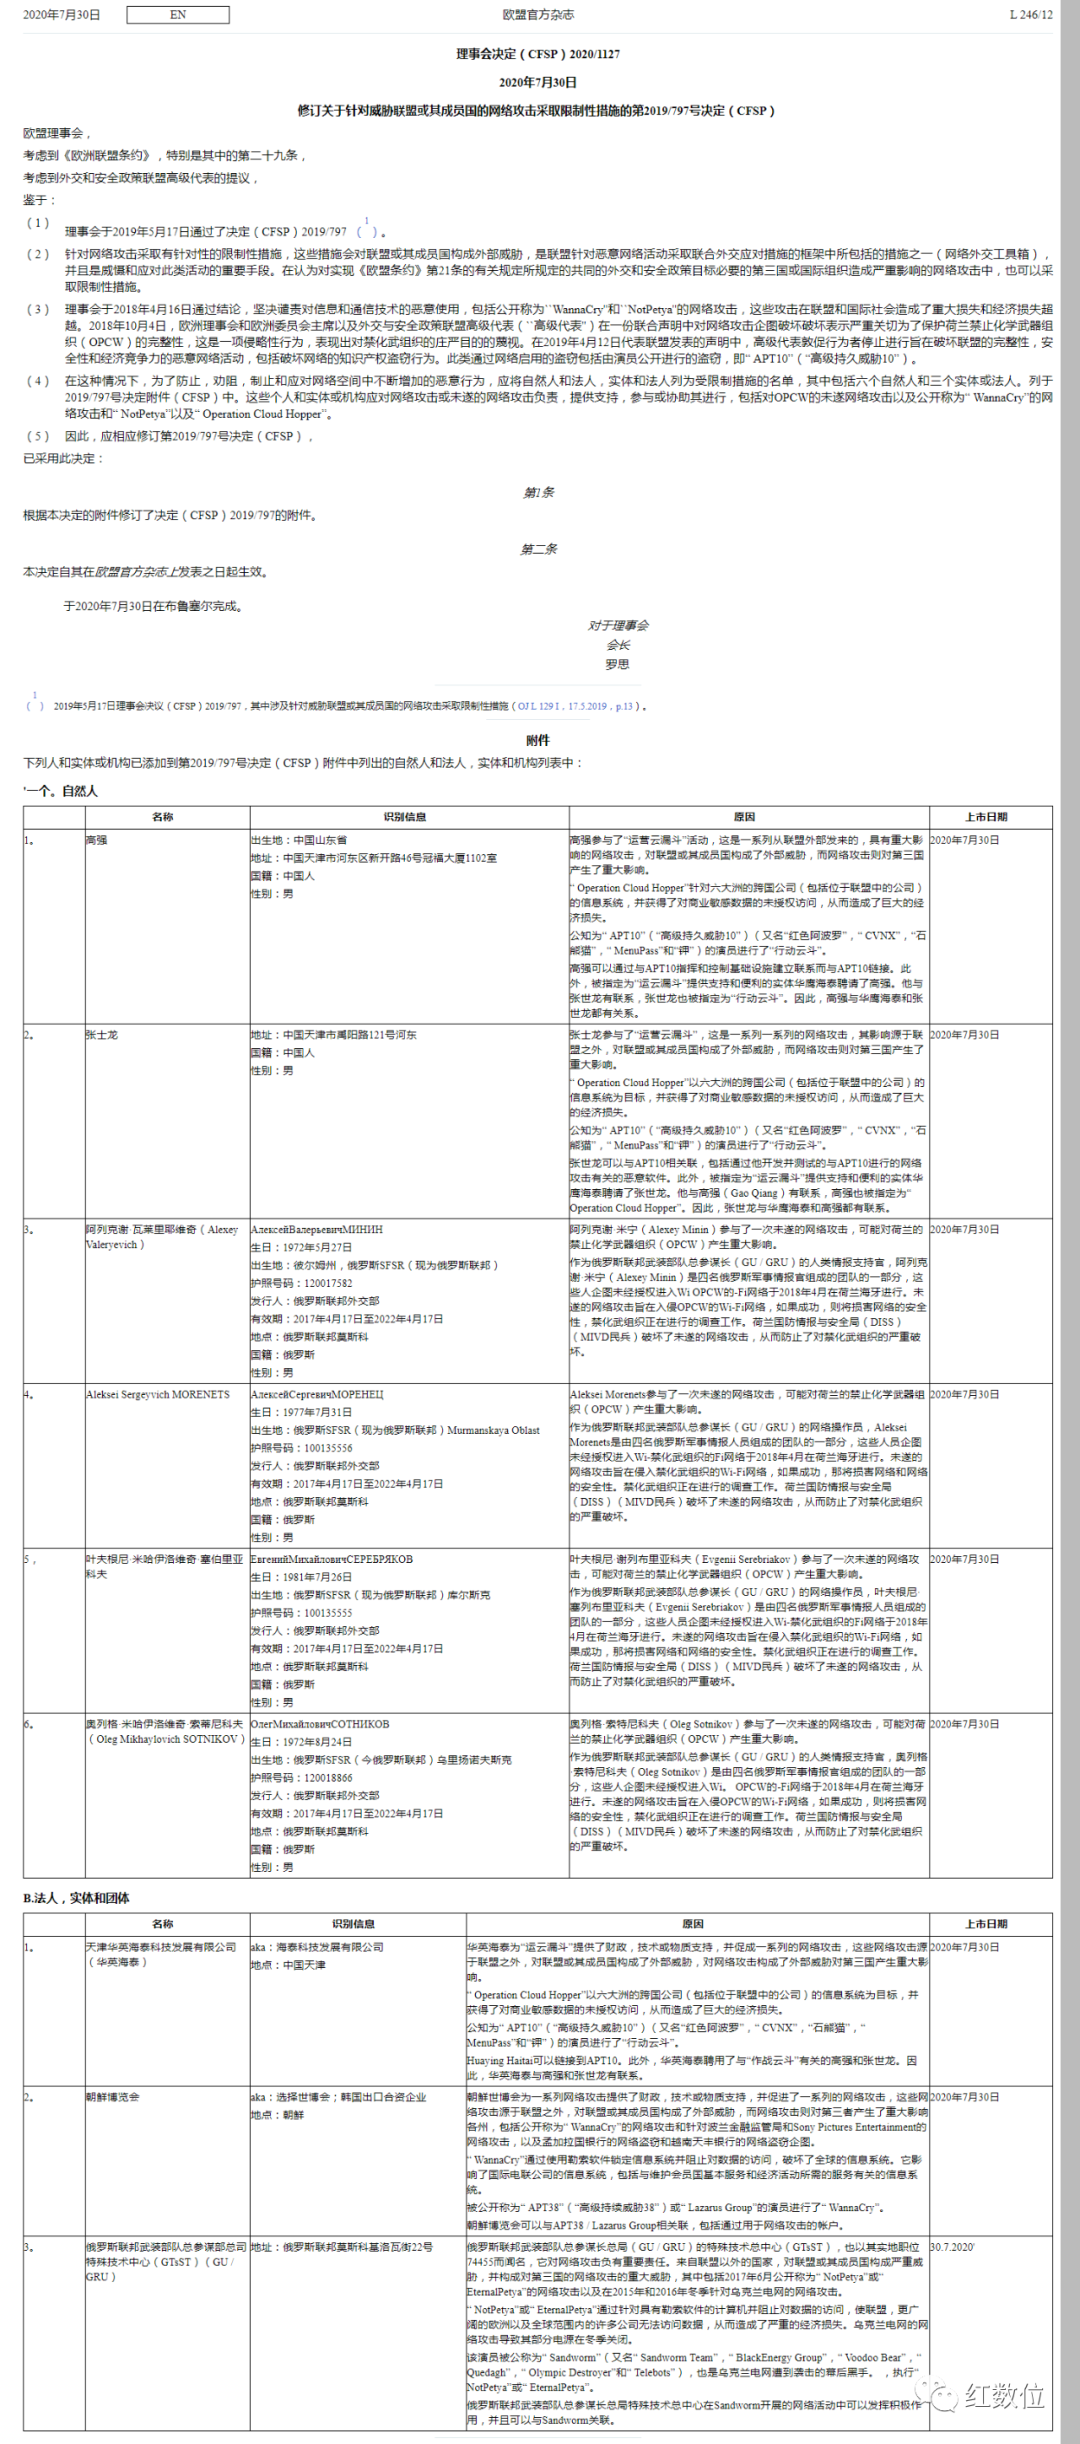 2020年7月30日
EN
欧盟官方杂志
L 246/12
理事会决定（CFSP）2020/1127
2020年7月30日
修订关于针对威胁联盟或其成员国的网络攻击采取限制性措施的第2019/797号决定（CFSP）
欧盟理事会，
考虑到《欧洲联盟条约》，特别是其中的第二十九条，
考虑到外交和安全政策联盟高级代表的提议，
鉴于：
（1） 理事会于2019年5月17日通过了决定（CFSP）2019/797 （ 1 ）。
（2） 针对网络攻击采取有针对性的限制性措施，这些措施会对联盟或其成员国构成外部威胁，是联盟针对恶意网络活动采取联合外交应对措施的框架中所包括的措施之一（网络外交工具箱），
并且是威慑和应对此类活动的重要手段。在认为对实现《欧盟条约》第21条的有关规定所规定的共同的外交和安全政策目标必要的第三国或国际组织造成严重影响的网络攻击中，也可以采
取限制性措施。
（3） 理事会于2018年4月16日通过结论，坚决谴责对信息和通信技术的恶意使用，包括公开称为``WannaCry''和``NotPetya''的网络攻击，这些攻击在联盟和国际社会造成了重大损失和经济损失超
越。2018年10月4日，欧洲理事会和欧洲委员会主席以及外交与安全政策联盟高级代表（``高级代表''）在一份联合声明中对网络攻击企图破坏破坏表示严重关切为了保护荷兰禁止化学武器组
织（OPCW）的完整性，这是一项侵略性行为，表现出对禁化武组织的庄严目的的蔑视。在2019年4月12日代表联盟发表的声明中，高级代表敦促行为者停止进行旨在破坏联盟的完整性，安
全性和经济竞争力的恶意网络活动，包括破坏网络的知识产权盗窃行为。此类通过网络启用的盗窃包括由演员公开进行的盗窃，即“ APT10”（“高级持久威胁10”）。
（4） 在这种情况下，为了防止，劝阻，制止和应对网络空间中不断增加的恶意行为，应将自然人和法人，实体和法人列为受限制措施的名单，其中包括六个自然人和三个实体或法人。列于
2019/797号决定附件（CFSP）中。这些个人和实体或机构应对网络攻击或未遂的网络攻击负责，提供支持，参与或协助其进行，包括对OPCW的未遂网络攻击以及公开称为“ WannaCry”的网
络攻击和“ NotPetya”以及“ Operation Cloud Hopper”。
（5） 因此，应相应修订第2019/797号决定（CFSP），
已采用此决定：
第1条
根据本决定的附件修订了决定（CFSP）2019/797的附件。
第二条
本决定自其在欧盟官方杂志上发表之日起生效。
于2020年7月30日在布鲁塞尔完成。
对于理事会
会长
罗思
（ 1 ） 2019年5月17日理事会决议（CFSP）2019/797，其中涉及针对威胁联盟或其成员国的网络攻击采取限制性措施（OJ L 129 I，17.5.2019，p.13）。
附件
下列人和实体或机构已添加到第2019/797号决定（CFSP）附件中列出的自然人和法人，实体和机构列表中：
'一个。自然人
名称 识别信息 原因 上市日期
1。
高强
出生地：中国山东省
地址：中国天津市河东区新开路46号冠福大厦1102室
国籍：中国人
性别：男
高强参与了“运营云漏斗”活动，这是一系列从联盟外部发来的，具有重大影
响的网络攻击，对联盟或其成员国构成了外部威胁，而网络攻击则对第三国
产生了重大影响。
“ Operation Cloud Hopper”针对六大洲的跨国公司（包括位于联盟中的公司）
的信息系统，并获得了对商业敏感数据的未授权访问，从而造成了巨大的经
济损失。
公知为“ APT10”（“高级持久威胁10”）（又名“红色阿波罗”，“ CVNX”，“石
熊猫”，“ MenuPass”和“钾”）的演员进行了“行动云斗”。
高强可以通过与APT10指挥和控制基础设施建立联系而与APT10链接。此
外，被指定为“运云漏斗”提供支持和便利的实体华鹰海泰聘请了高强。他与
张世龙有联系，张世龙也被指定为“行动云斗”。因此，高强与华鹰海泰和张
世龙都有关系。
2020年7月30日
2。
张士龙
地址：中国天津市禹阳路121号河东
国籍：中国人
性别：男
张士龙参与了“运营云漏斗”，这是一系列一系列的网络攻击，其影响源于联
盟之外，对联盟或其成员国构成了外部威胁，而网络攻击则对第三国产生了
重大影响。
“ Operation Cloud Hopper”以六大洲的跨国公司（包括位于联盟中的公司）的
信息系统为目标，并获得了对商业敏感数据的未授权访问，从而造成了巨大
的经济损失。
公知为“ APT10”（“高级持久威胁10”）（又名“红色阿波罗”，“ CVNX”，“石
熊猫”，“ MenuPass”和“钾”）的演员进行了“行动云斗”。
张世龙可以与APT10相关联，包括通过他开发并测试的与APT10进行的网络
攻击有关的恶意软件。此外，被指定为“运云漏斗”提供支持和便利的实体华
鹰海泰聘请了张世龙。他与高强（Gao Qiang）有联系，高强也被指定为“
Operation Cloud Hopper”。因此，张世龙与华鹰海泰和高强都有联系。
2020年7月30日
3。
阿列克谢·瓦莱里耶维奇（Alexey
Valeryevich）
АлексейВалерьевичМИНИН
生日：1972年5月27日
出生地：彼尔姆州，俄罗斯SFSR（现为俄罗斯联邦）
护照号码：120017582
发行人：俄罗斯联邦外交部
有效期：2017年4月17日至2022年4月17日
地点：俄罗斯联邦莫斯科
国籍：俄罗斯
性别：男
阿列克谢·米宁（Alexey Minin）参与了一次未遂的网络攻击，可能对荷兰的
禁止化学武器组织（OPCW）产生重大影响。
作为俄罗斯联邦武装部队总参谋长（GU / GRU）的人类情报支持官，阿列克
谢·米宁（Alexey Minin）是四名俄罗斯军事情报官组成的团队的一部分，这
些人企图未经授权进入Wi OPCW的-Fi网络于2018年4月在荷兰海牙进行。未
遂的网络攻击旨在入侵OPCW的Wi-Fi网络，如果成功，则将损害网络的安全
性，禁化武组织正在进行的调查工作。荷兰国防情报与安全局（DISS）
（MIVD民兵）破坏了未遂的网络攻击，从而防止了对禁化武组织的严重破
坏。
2020年7月30日
4。
Aleksei Sergeyvich MORENETS
АлексейСергевичМОРЕНЕЦ
生日：1977年7月31日
出生地：俄罗斯SFSR（现为俄罗斯联邦）Murmanskaya Oblast
护照号码：100135556
发行人：俄罗斯联邦外交部
有效期：2017年4月17日至2022年4月17日
地点：俄罗斯联邦莫斯科
国籍：俄罗斯
性别：男
Aleksei Morenets参与了一次未遂的网络攻击，可能对荷兰的禁止化学武器组
织（OPCW）产生重大影响。
作为俄罗斯联邦武装部队总参谋长（GU / GRU）的网络操作员，Aleksei
Morenets是由四名俄罗斯军事情报人员组成的团队的一部分，这些人员企图
未经授权进入Wi-禁化武组织的Fi网络于2018年4月在荷兰海牙进行。未遂的
网络攻击旨在侵入禁化武组织的Wi-Fi网络，如果成功，那将损害网络和网络
的安全性。禁化武组织正在进行的调查工作。荷兰国防情报与安全局
（DISS）（MIVD民兵）破坏了未遂的网络攻击，从而防止了对禁化武组织
的严重破坏。
2020年7月30日
5，
叶夫根尼·米哈伊洛维奇·塞伯里亚
科夫
ЕвгенийМихайловичСЕРЕБРЯКОВ
生日：1981年7月26日
出生地：俄罗斯SFSR（现为俄罗斯联邦）库尔斯克
护照号码：100135555
发行人：俄罗斯联邦外交部
有效期：2017年4月17日至2022年4月17日
地点：俄罗斯联邦莫斯科
国籍：俄罗斯
性别：男
叶夫根尼·谢列布里亚科夫（Evgenii Serebriakov）参与了一次未遂的网络攻
击，可能对荷兰的禁止化学武器组织（OPCW）产生重大影响。
作为俄罗斯联邦武装部队总参谋长（GU / GRU）的网络操作员，叶夫根尼·
塞列布里亚科夫（Evgenii Serebriakov）是由四名俄罗斯军事情报人员组成的
团队的一部分，这些人员企图未经授权进入Wi-禁化武组织的Fi网络于2018年
4月在荷兰海牙进行。未遂的网络攻击旨在侵入禁化武组织的Wi-Fi网络，如
果成功，那将损害网络和网络的安全性。禁化武组织正在进行的调查工作。
荷兰国防情报与安全局（DISS）（MIVD民兵）破坏了未遂的网络攻击，从
而防止了对禁化武组织的严重破坏。
2020年7月30日
6。
奥列格·米哈伊洛维奇·索蒂尼科夫
（Oleg Mikhaylovich SOTNIKOV）
ОлегМихайловичСОТНИКОВ
生日：1972年8月24日
出生地：俄罗斯SFSR（今俄罗斯联邦）乌里扬诺夫斯克
护照号码：120018866
发行人：俄罗斯联邦外交部
有效期：2017年4月17日至2022年4月17日
地点：俄罗斯联邦莫斯科
国籍：俄罗斯
性别：男
奥列格·索特尼科夫（Oleg Sotnikov）参与了一次未遂的网络攻击，可能对荷
兰的禁止化学武器组织（OPCW）产生重大影响。
作为俄罗斯联邦武装部队总参谋长（GU / GRU）的人类情报支持官，奥列格
·索特尼科夫（Oleg Sotnikov）是由四名俄罗斯军事情报官组成的团队的一部
分，这些人企图未经授权进入Wi。 OPCW的-Fi网络于2018年4月在荷兰海牙
进行。未遂的网络攻击旨在入侵OPCW的Wi-Fi网络，如果成功，则将损害网
络的安全性，禁化武组织正在进行的调查工作。荷兰国防情报与安全局
（DISS）（MIVD民兵）破坏了未遂的网络攻击，从而防止了对禁化武组织
的严重破坏。
2020年7月30日
B.法人，实体和团体
名称 识别信息 原因 上市日期
1。
天津华英海泰科技发展有限公司
（华英海泰）
aka：海泰科技发展有限公司
地点：中国天津
华英海泰为“运云漏斗”提供了财政，技术或物质支持，并促成一系列的网络攻击，这些网络攻击源
于联盟之外，对联盟或其成员国构成了外部威胁，对网络攻击构成了外部威胁对第三国产生重大影
响。
“ Operation Cloud Hopper”以六大洲的跨国公司（包括位于联盟中的公司）的信息系统为目标，并
获得了对商业敏感数据的未授权访问，从而造成了巨大的经济损失。
公知为“ APT10”（“高级持久威胁10”）（又名“红色阿波罗”，“ CVNX”，“石熊猫”，“
MenuPass”和“钾”）的演员进行了“行动云斗”。
Huaying Haitai可以链接到APT10。此外，华英海泰聘用了与“作战云斗”有关的高强和张世龙。因
此，华英海泰与高强和张世龙有联系。
2020年7月30日
2。
朝鲜博览会
aka：选择世博会；韩国出口合资企业
地点：朝鲜
朝鲜世博会为一系列网络攻击提供了财政，技术或物质支持，并促进了一系列的网络攻击，这些网
络攻击源于联盟之外，对联盟或其成员国构成了外部威胁，而网络攻击则对第三者产生了重大影响
各州，包括公开称为“ WannaCry”的网络攻击和针对波兰金融监管局和Sony Pictures Entertainment的
网络攻击，以及孟加拉国银行的网络盗窃和越南天丰银行的网络盗窃企图。
“ WannaCry”通过使用勒索软件锁定信息系统并阻止对数据的访问，破坏了全球的信息系统。它影
响了国际电联公司的信息系统，包括与维护会员国基本服务和经济活动所需的服务有关的信息系
统。
被公开称为“ APT38”（“高级持续威胁38”）或“ Lazarus Group”的演员进行了“ WannaCry”。
朝鲜博览会可以与APT38 / Lazarus Group相关联，包括通过用于网络攻击的帐户。
2020年7月30日
3。
俄罗斯联邦武装部队总参谋部总司
特殊技术中心（GTsST）（GU /
GRU）
地址：俄罗斯联邦莫斯科基洛瓦街22号
俄罗斯联邦武装部队总参谋长总局（GU / GRU）的特殊技术总中心（GTsST），也以其实地职位
74455而闻名，它对网络攻击负有重要责任。来自联盟以外的国家，对联盟或其成员国构成严重威
胁，并构成对第三国的网络攻击的重大威胁，其中包括2017年6月公开称为“ NotPetya”或“
EternalPetya”的网络攻击以及在2015年和2016年冬季针对乌克兰电网的网络攻击。
“ NotPetya”或“ EternalPetya”通过针对具有勒索软件的计算机并阻止对数据的访问，使联盟，更广
阔的欧洲以及全球范围内的许多公司无法访问数据，从而造成了严重的经济损失。乌克兰电网的网
络攻击导致其部分电源在冬季关闭。
该演员被公称为“ Sandworm”（又名“ Sandworm Team”，“ BlackEnergy Group”，“ Voodoo Bear”，“
Quedagh”，“ Olympic Destroyer”和“ Telebots”），也是乌克兰电网遭到袭击的幕后黑手。 ，执行“
NotPetya”或“ EternalPetya”。
俄罗斯联邦武装部队总参谋长总局特殊技术总中心在Sandworm开展的网络活动中可以发挥积极作
用，并且可以与Sandworm关联。
30.7.2020'
红数位